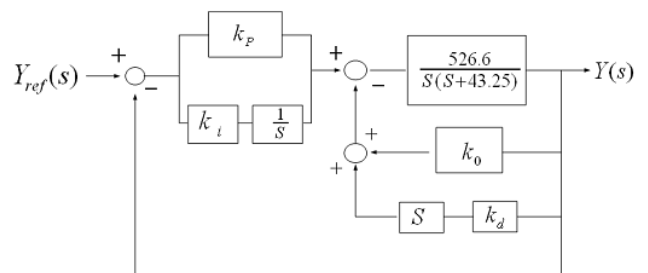 k_P
+
+
Y_ref(s)
−
−
526.6
S(S+43.25)
Y(s)
k_i
1
S
+
k_0
+
S
k_d